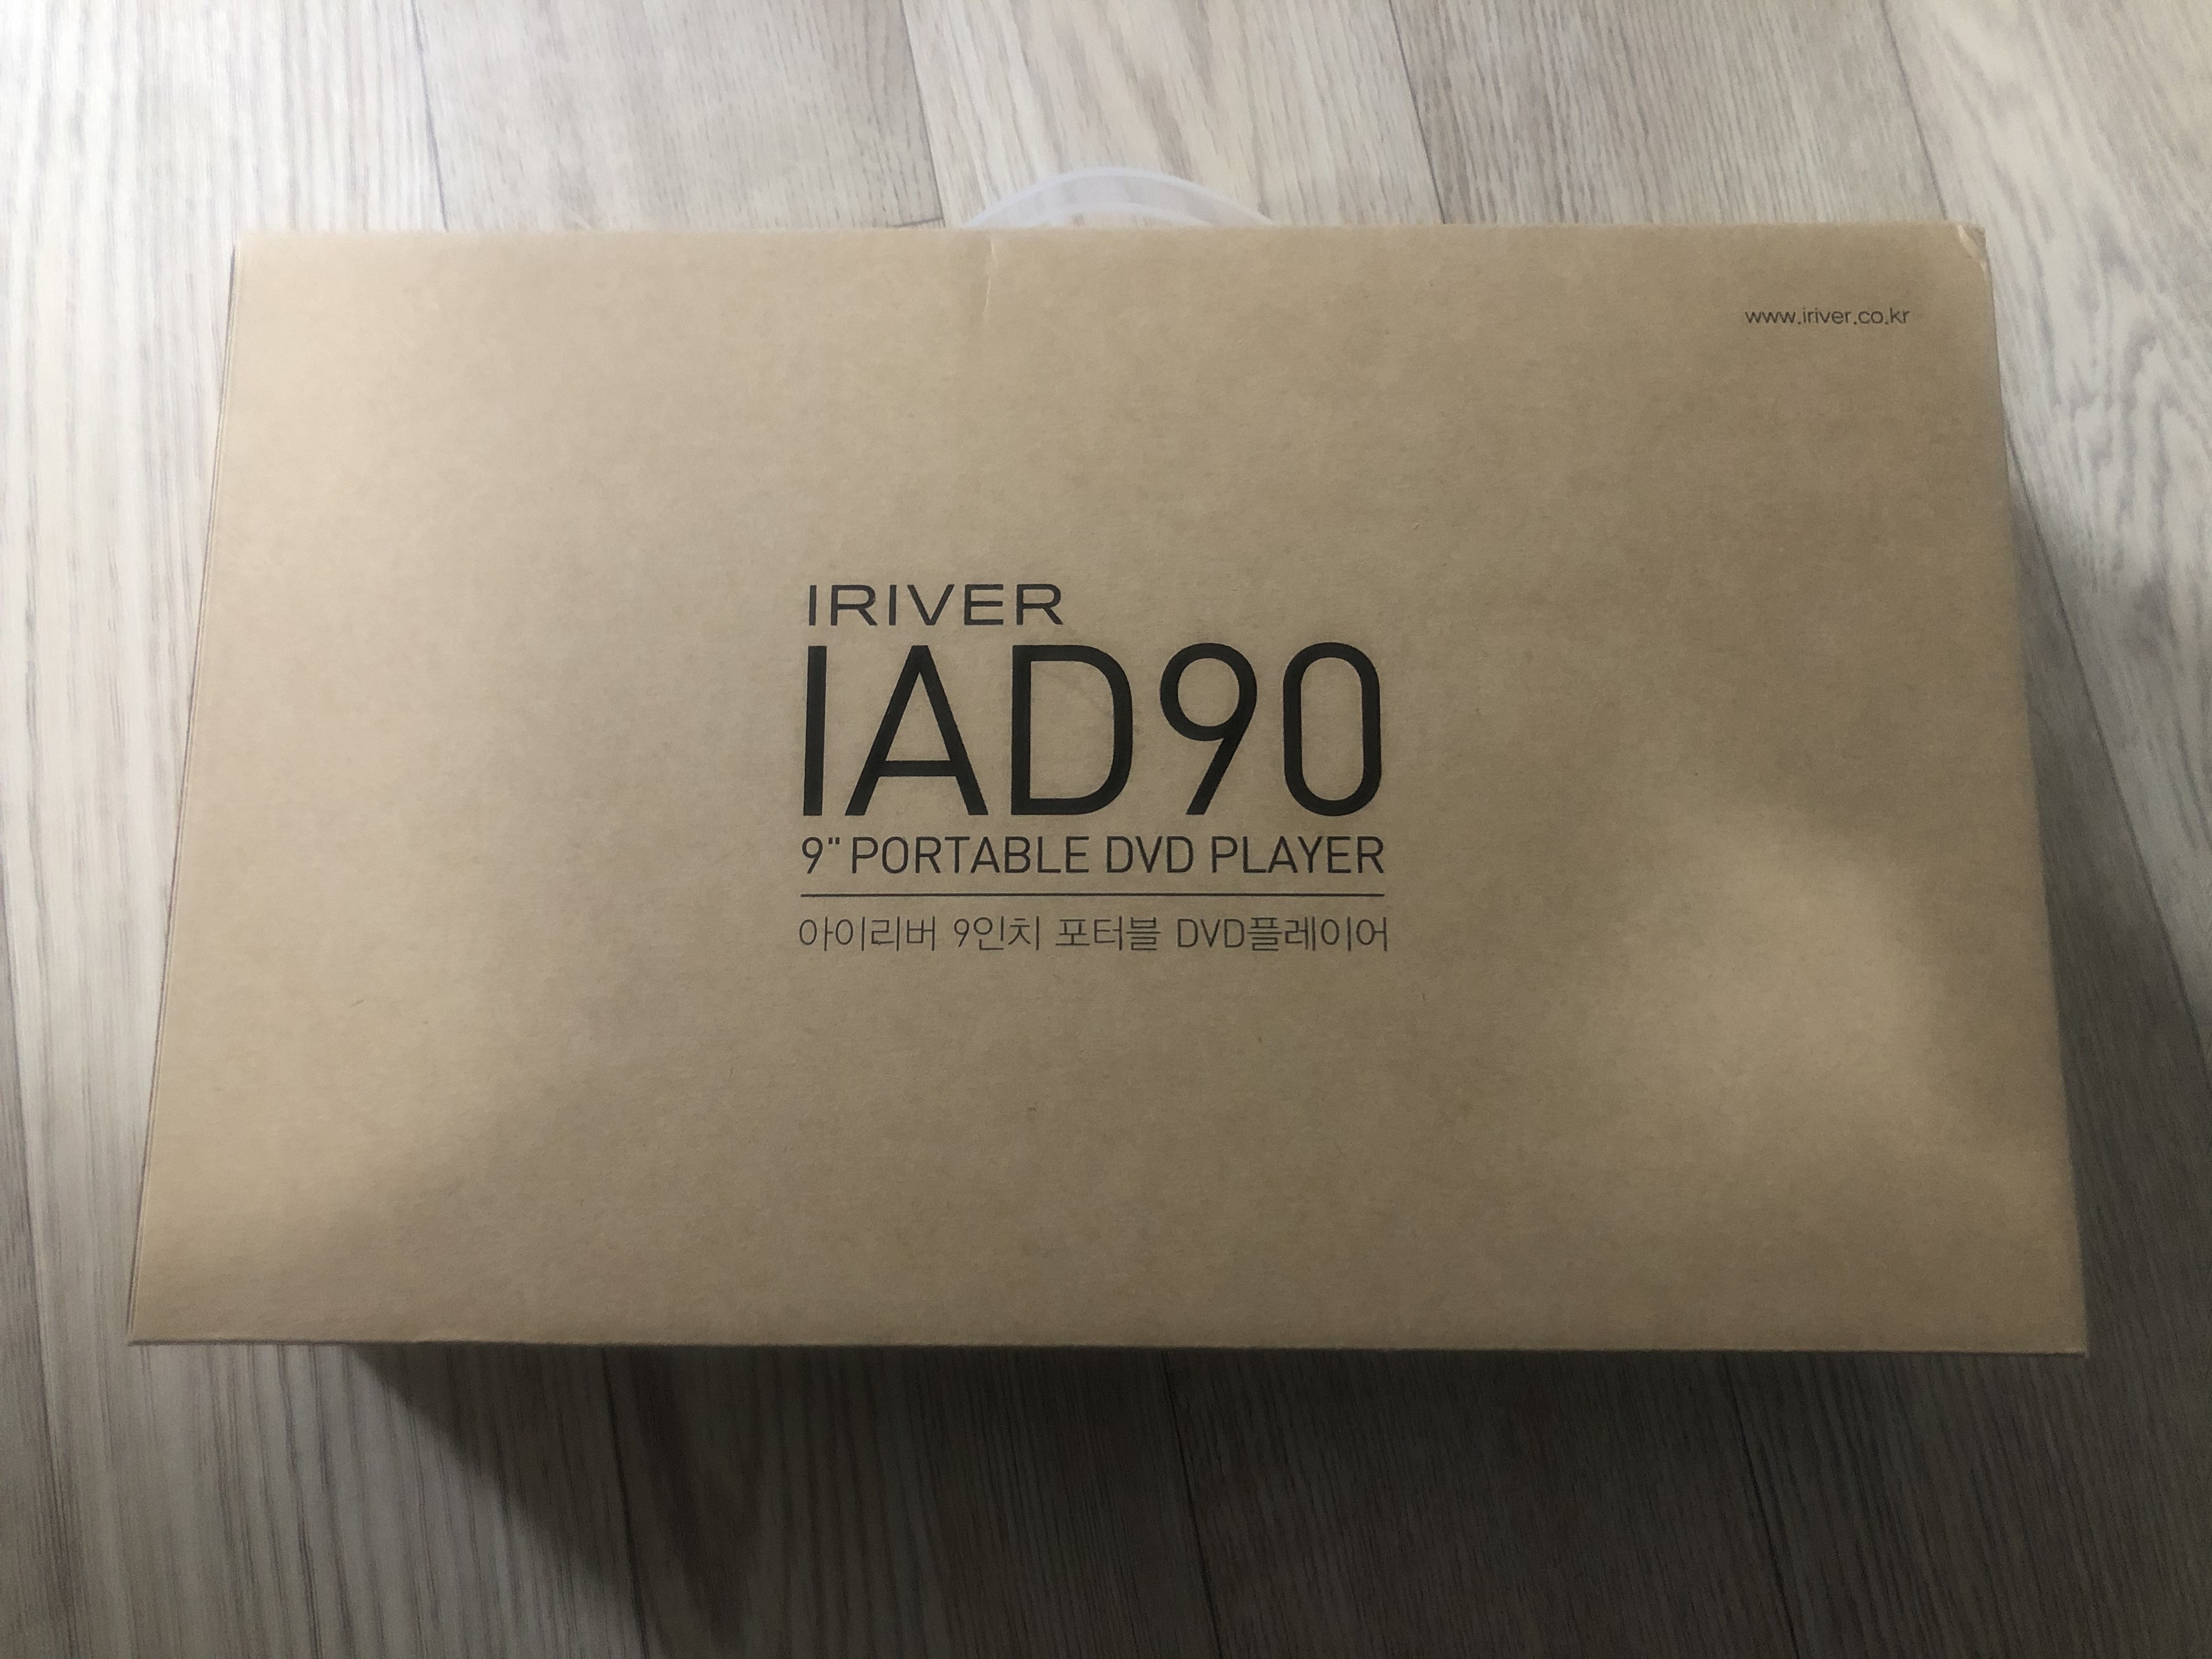 www.iriver.co.kr
IRIVER
IAD90
9" PORTABLE DVD PLAYER
아이리버 9인치 포터블 DVD플레이어